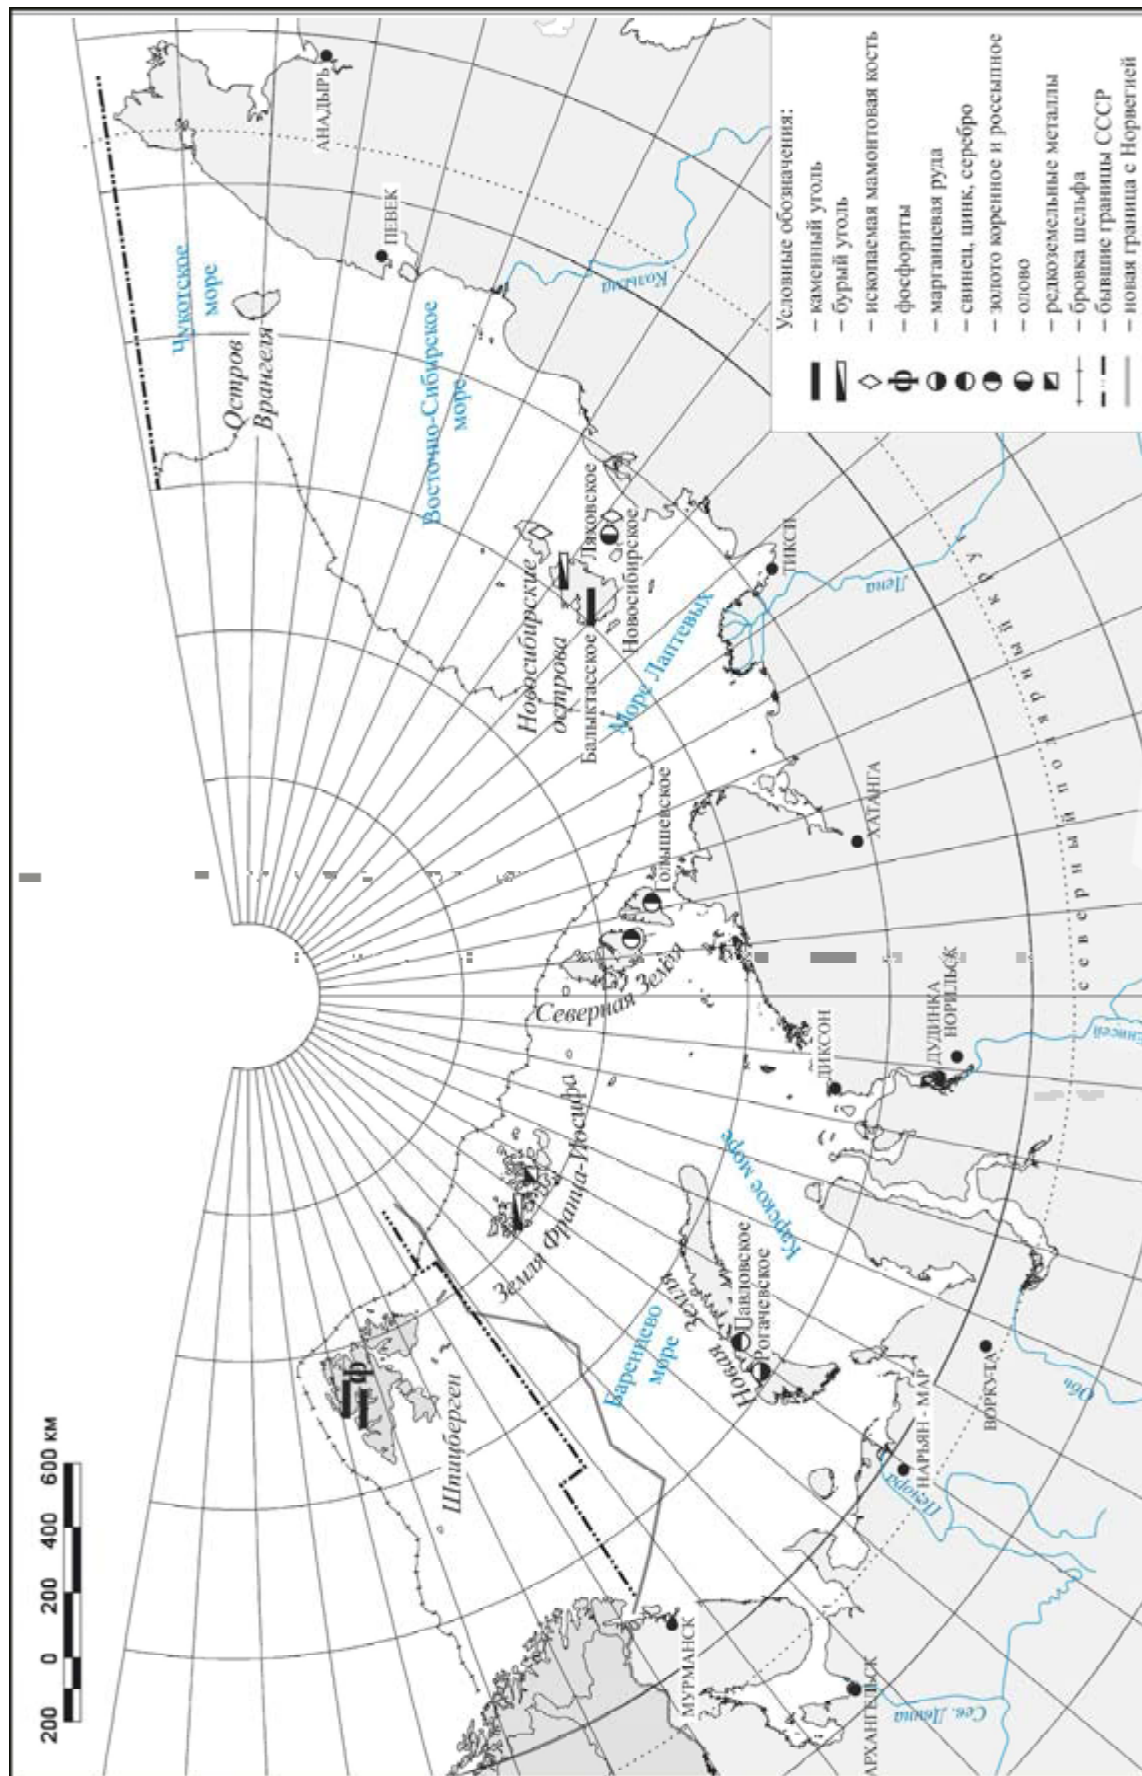 200 0 200 400 600 км
Шпицберген
Земля Франца-Иосифа
Северная Земля
Новосибирские
острова
Остров
Врангеля
Чукотское
море
Восточно-Сибирское
море
Море Лаптевых
Карское море
Баренцево
море
Новая
Земля
Павловское
Рогачевское
Голышевское
Балыктасское
Новосибирское
Ляховское
АНАДЫРЬ
ПЕВЕК
ТИКСИ
ХАТАНГА
ДУДИНКА
НОРИЛЬСК
ДИКСОН
ВОРКУТА
НАРЬЯН - МАР
АРХАНГЕЛЬСК
МУРМАНСК
Колыма
Лена
Обь
Печора
Сев. Двина
северный полярный круг
Условные обозначения:
– каменный уголь
– бурый уголь
– ископаемая мамонтовая кость
Ф – фосфориты
– марганцевая руда
– свинец, цинк, серебро
– золото коренное и россыпное
– олово
– редкоземельные металлы
– бровка шельфа
– бывшие границы СССР
– новая граница с Норвегией
Ф